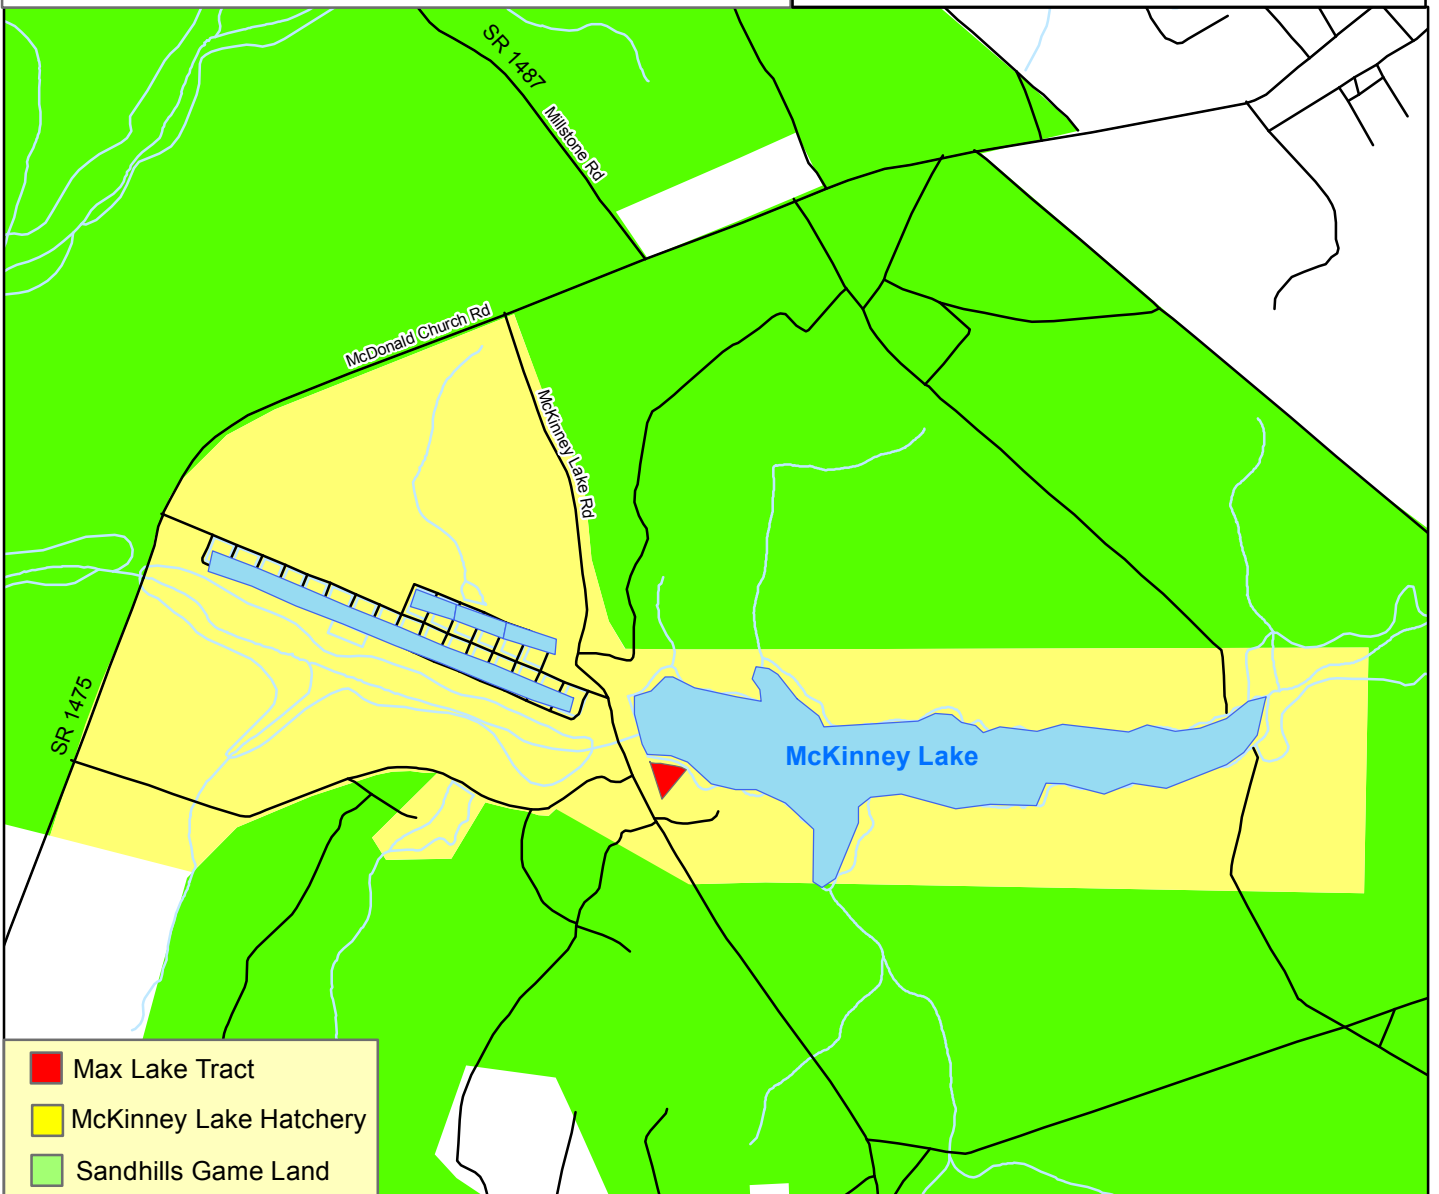 SR 1487
Millstone Rd
McDonald Church Rd
McKinney Lake Rd
SR 1475
McKinney Lake
Max Lake Tract
McKinney Lake Hatchery
Sandhills Game Land